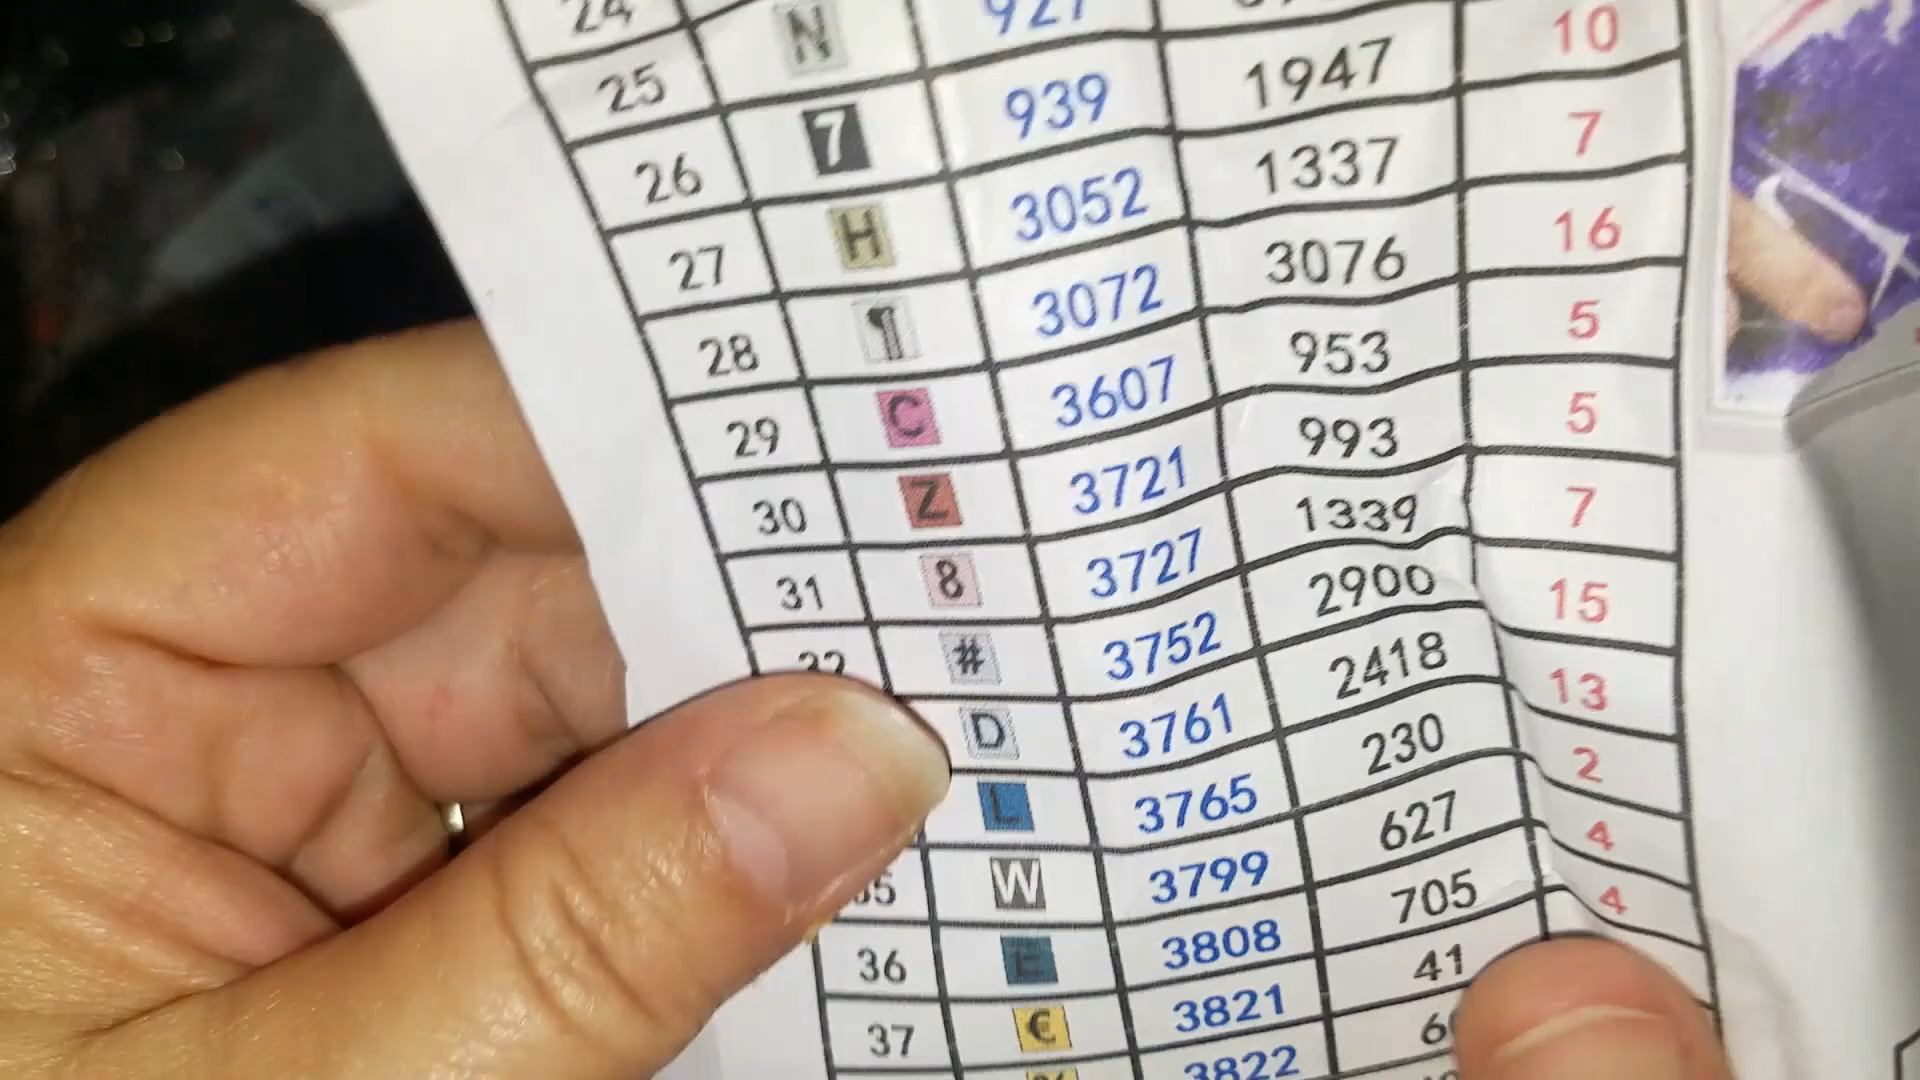 24
25 N 927
26 7 939 1947 10
27 H 3052 1337 7
28 ¶ 3072 3076 16
29 C 3607 953 5
30 Z 3721 993 5
31 8 3727 1339 7
32 # 3752 2900 15
D 3761 2418 13
L 3765 230 2
35 W 3799 627 4
36 E 3808 705 4
37 € 3821 41
3822